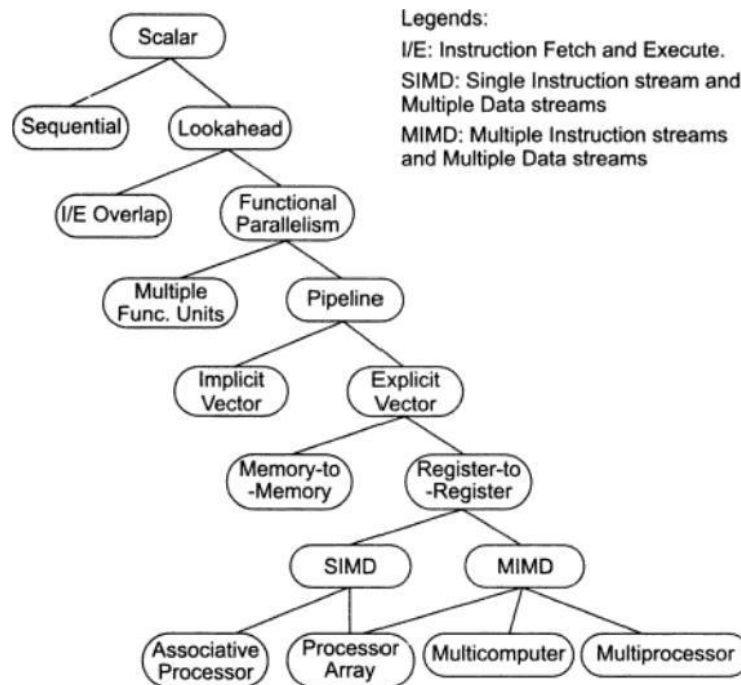 Legends:
Scalar
I/E: Instruction Fetch and Execute.
SIMD: Single Instruction stream and
Multiple Data streams
MIMD: Multiple Instruction streams
and Multiple Data streams
Sequential
Lookahead
I/E Overlap
Functional
Parallelism
Multiple
Func. Units
Pipeline
Implicit
Vector
Explicit
Vector
Memory-to
-Memory
Register-to
-Register
SIMD
MIMD
Associative
Processor
Processor
Array
Multicomputer
Multiprocessor